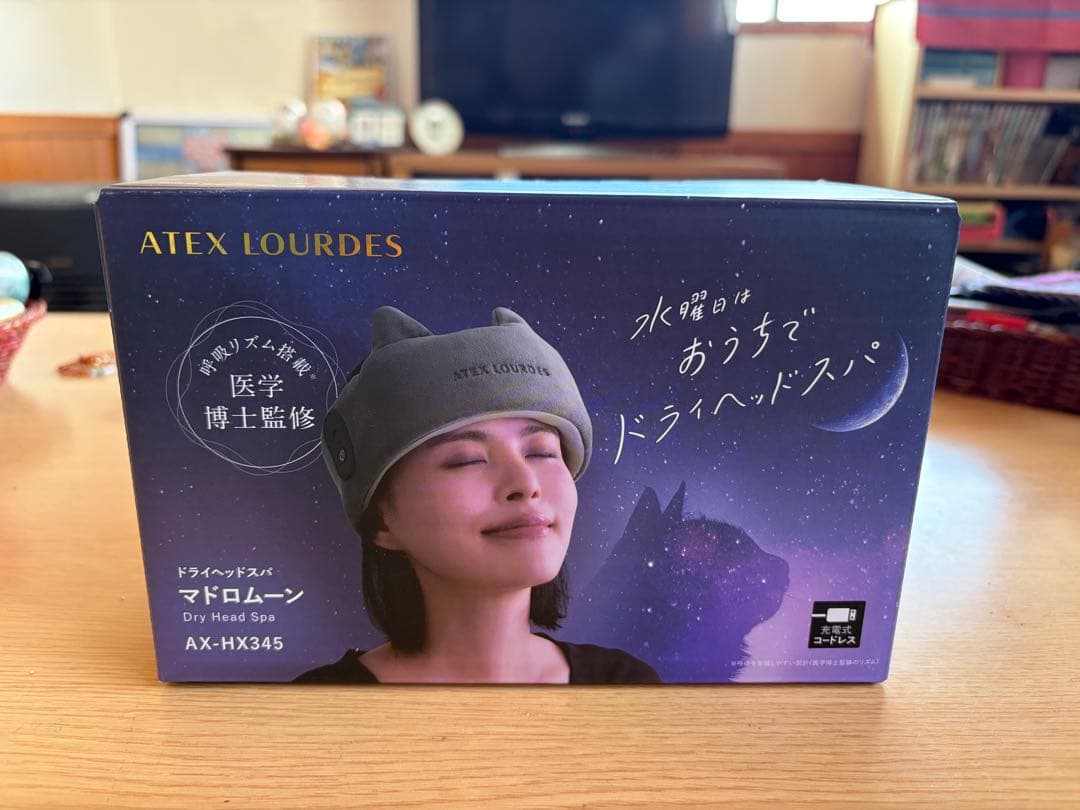 ATEX LOURDES
呼吸リズム搭載※
医学
博士監修
ATEX LOURDES
水曜日は
おうちで
ドライヘッドスパ
ドライヘッドスパ
マドロムーン
Dry Head Spa
AX-HX345
充電式
コードレス